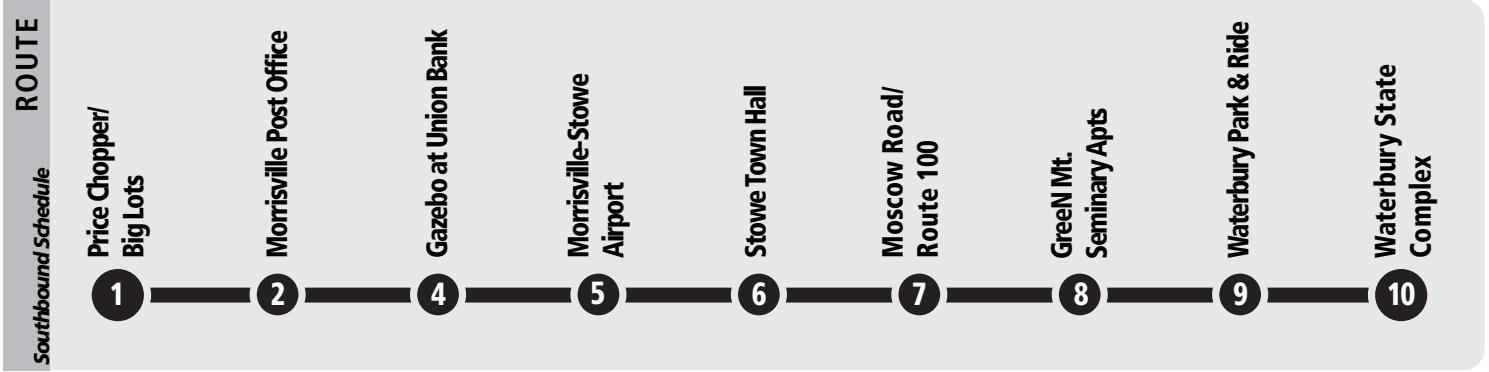 ROUTE
Southbound Schedule
Price Chopper/
Big Lots
Morrisville Post Office
Gazebo at Union Bank
Morrisville-Stowe
Airport
Stowe Town Hall
Moscow Road/
Route 100
GreeN Mt.
Seminary Apts
Waterbury Park & Ride
Waterbury State
Complex
1 2 4 5 6 7 8 9 10